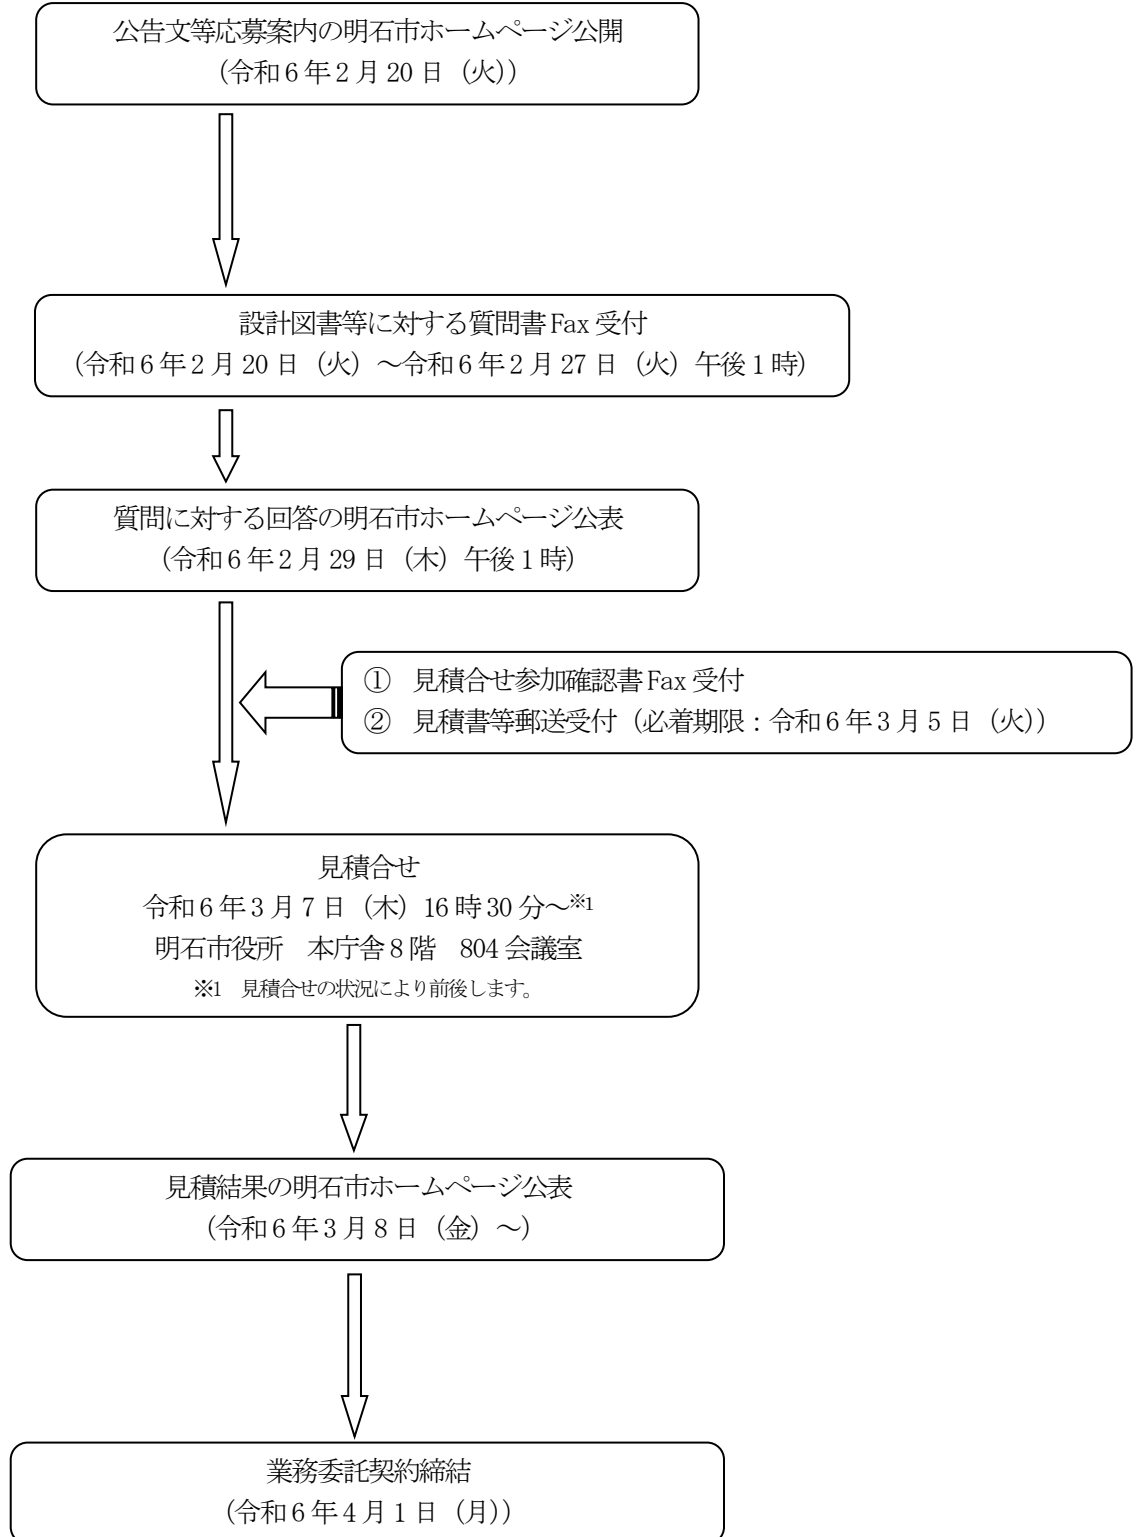 公告文等応募案内の明石市ホームページ公開
（令和6年2月20日（火））
設計図書等に対する質問書Fax受付
（令和6年2月20日（火）～令和6年2月27日（火）午後1時）
質問に対する回答の明石市ホームページ公表
（令和6年2月29日（木）午後1時）
①　見積合せ参加確認書Fax受付
②　見積書等郵送受付（必着期限：令和6年3月5日（火））
見積合せ
令和6年3月7日（木）16時30分～※1
明石市役所　本庁舎8階　804会議室
※1　見積合せの状況により前後します。
見積結果の明石市ホームページ公表
（令和6年3月8日（金）～）
業務委託契約締結
（令和6年4月1日（月））